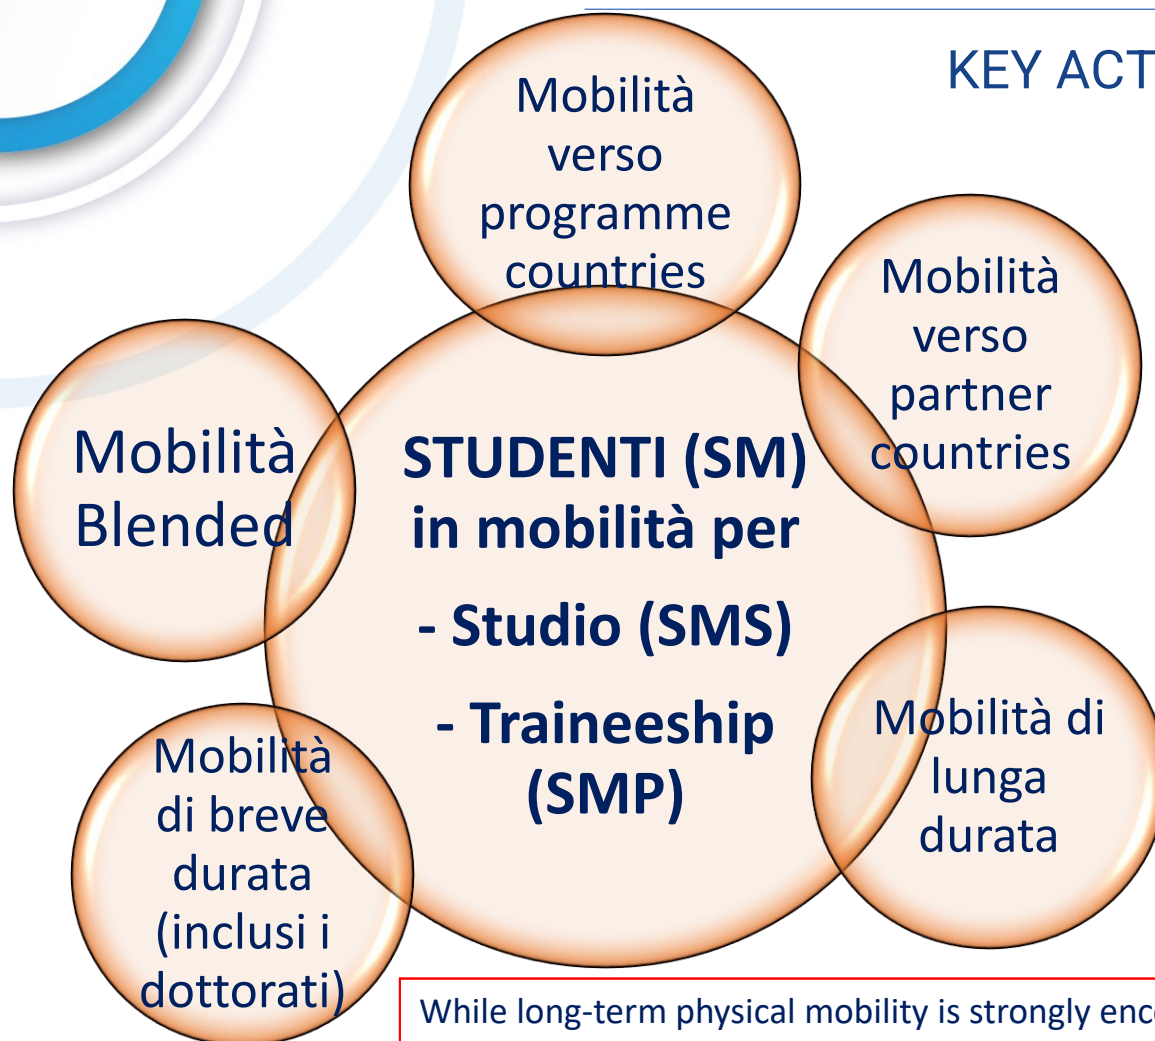 KEY ACT
Mobilità
verso
programme
countries
Mobilità
verso
partner
countries
Mobilità
Blended
STUDENTI (SM)
in mobilità per
- Studio (SMS)
- Traineeship
(SMP)
Mobilità di
lunga
durata
Mobilità
di breve
durata
(inclusi i
dottorati)
While long-term physical mobility is strongly enc